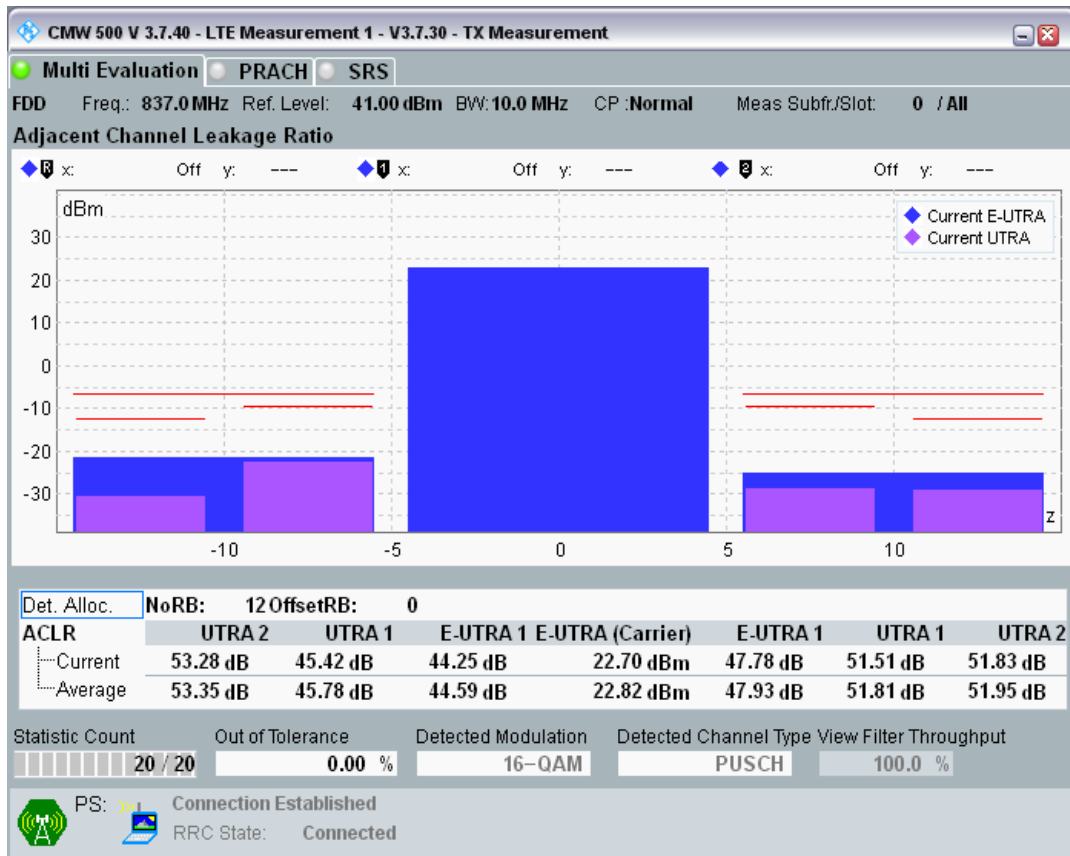 CMW 500 V 3.7.40 - LTE Measurement 1 - V3.7.30 - TX Measurement
Multi Evaluation PRACH SRS
FDD Freq.: 837.0 MHz Ref. Level: 41.00 dBm BW: 10.0 MHz CP :Normal Meas Subfr./Slot: 0 / All
Adjacent Channel Leakage Ratio
R x: Off y: --- 1 x: Off y: --- 2 x: Off y: ---
dBm
Current E-UTRA
Current UTRA
30
20
10
0
-10
-20
-30
z
-10 -5 0 5 10
Det. Alloc. NoRB: 12 OffsetRB: 0
ACLR UTRA 2 UTRA 1 E-UTRA 1 E-UTRA (Carrier) E-UTRA 1 UTRA 1 UTRA 2
Current 53.28 dB 45.42 dB 44.25 dB 22.70 dBm 47.78 dB 51.51 dB 51.83 dB
Average 53.35 dB 45.78 dB 44.59 dB 22.82 dBm 47.93 dB 51.81 dB 51.95 dB
Statistic Count Out of Tolerance Detected Modulation Detected Channel Type View Filter Throughput
20 / 20 0.00 % 16-QAM PUSCH 100.0 %
PS: Connection Established
RRC State: Connected